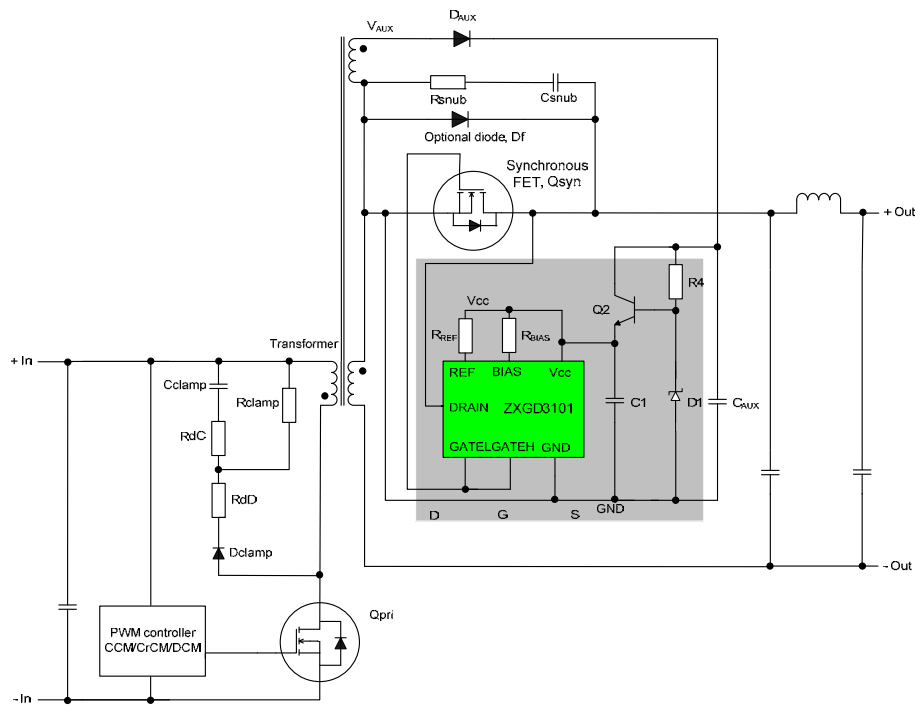 DAUX
VAUX
Rsnub
Csnub
Optional diode, Df
Synchronous
FET, Qsyn
+ Out
R4
Vcc
Q2
RREF
RBIAS
Transformer
+ In
REF
BIAS
Vcc
Cclamp
Rclamp
DRAIN
ZXGD3101
C1
D1
CAUX
RdC
GATEL
GATEH
GND
RdD
D
G
S
GND
Dclamp
- Out
Qpri
PWM controller
CCM/CrCM/DCM
- In